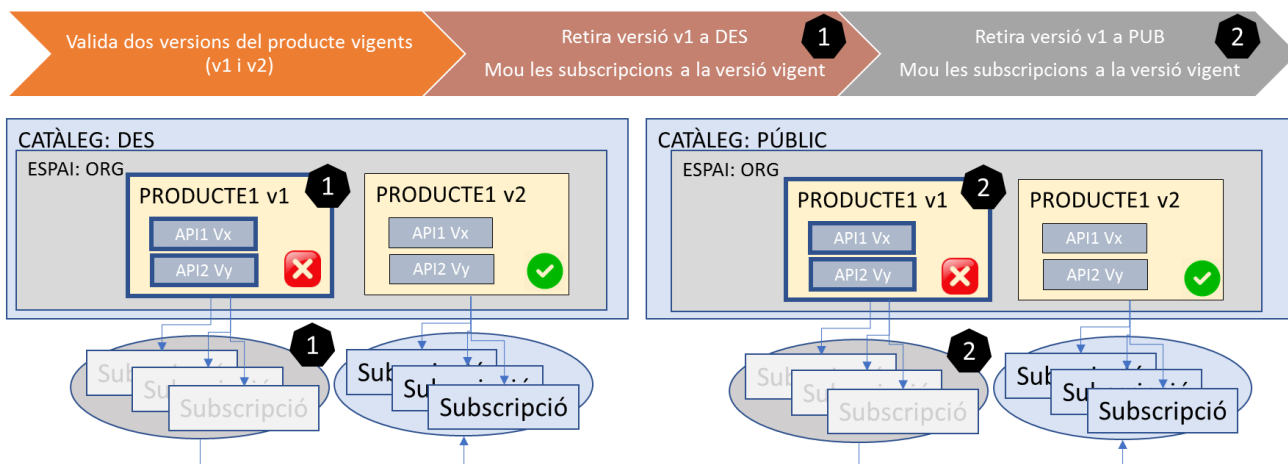 Valida dos versions del producte vigents
(v1 i v2)
Retira versió v1 a DES
Mou les subscripcions a la versió vigent
1
Retira versió v1 a PUB
Mou les subscripcions a la versió vigent
2
CATÀLEG: DES
ESPAI: ORG
PRODUCTE1 v1
1
API1 Vx
API2 Vy
PRODUCTE1 v2
API1 Vx
API2 Vy
1
Subscripció
Subscripció
CATÀLEG: PÚBLIC
ESPAI: ORG
PRODUCTE1 v1
2
API1 Vx
API2 Vy
PRODUCTE1 v2
API1 Vx
API2 Vy
2
Subscripció
Subscripció